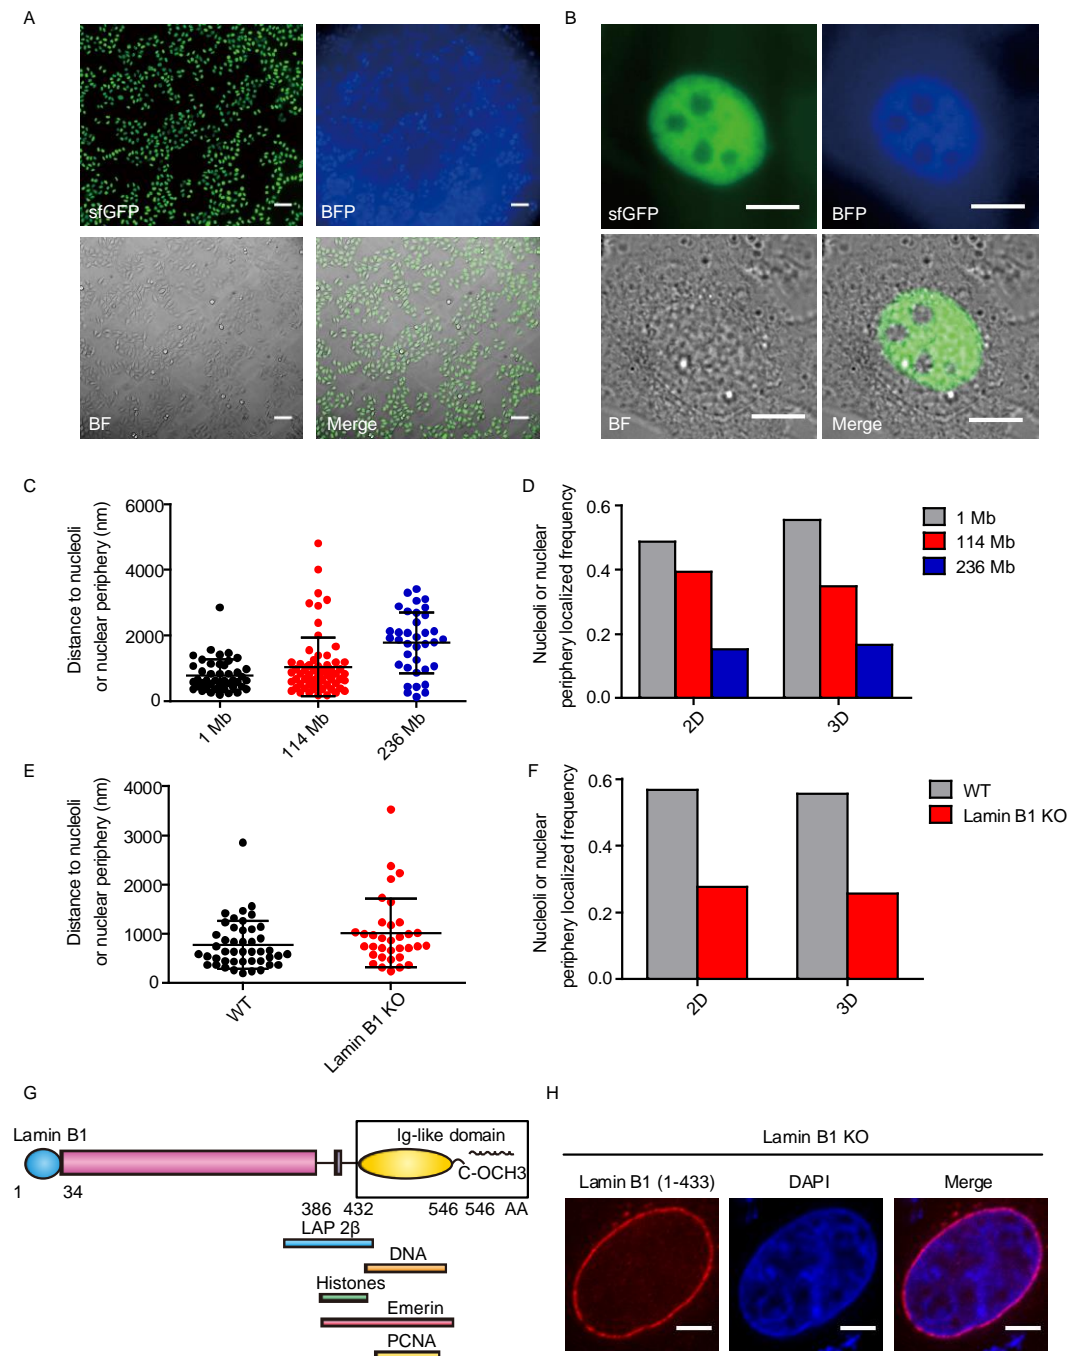 A
B
sfGFP
BFP
sfGFP
BFP
BF
Merge
BF
Merge
C
Distance to nucleoli
or nuclear periphery (nm)
6000
4000
2000
0
1 Mb
114 Mb
236 Mb
D
Nucleoli or nuclear
periphery localized frequency
0.6
0.4
0.2
0.0
2D
3D
1 Mb
114 Mb
236 Mb
E
Distance to nucleoli
or nuclear periphery (nm)
4000
3000
2000
1000
0
WT
Lamin B1 KO
F
Nucleoli or nuclear
periphery localized frequency
0.6
0.4
0.2
0.0
2D
3D
WT
Lamin B1 KO
G
Lamin B1
Ig-like domain
C-OCH3
1
34
386
432
546
546
AA
LAP 2β
DNA
Histones
Emerin
PCNA
H
Lamin B1 KO
Lamin B1 (1-433)
DAPI
Merge